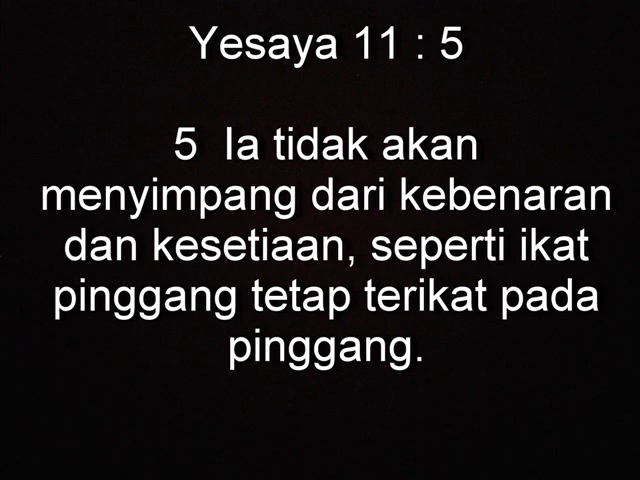 Yesaya 11 : 5
5 Ia tidak akan
menyimpang dari kebenaran
dan kesetiaan, seperti ikat
pinggang tetap terikat pada
pinggang.